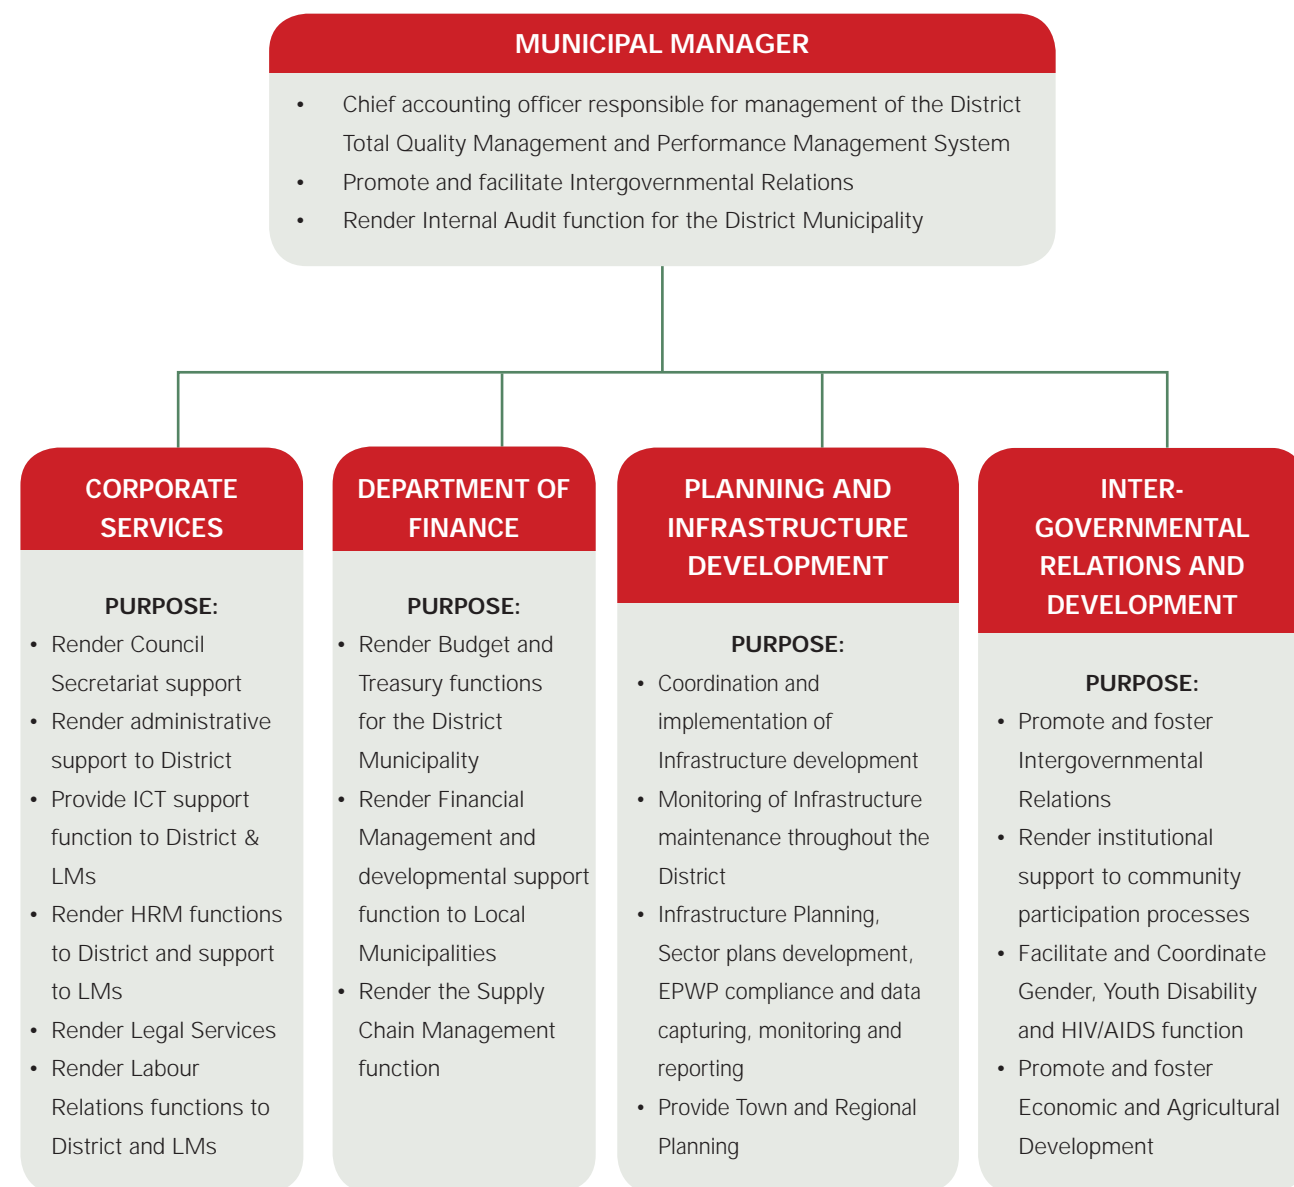 MUNICIPAL MANAGER
• Chief accounting officer responsible for management of the District
Total Quality Management and Performance Management System
• Promote and facilitate Intergovernmental Relations
• Render Internal Audit function for the District Municipality
CORPORATE
SERVICES
PURPOSE:
• Render Council
Secretariat support
• Render administrative
support to District
• Provide ICT support
function to District &
LMs
• Render HRM functions
to District and support
to LMs
• Render Legal Services
• Render Labour
Relations functions to
District and LMs
DEPARTMENT OF
FINANCE
PURPOSE:
• Render Budget and
Treasury functions
for the District
Municipality
• Render Financial
Management and
developmental support
function to Local
Municipalities
• Render the Supply
Chain Management
function
PLANNING AND
INFRASTRUCTURE
DEVELOPMENT
PURPOSE:
• Coordination and
implementation of
Infrastructure development
• Monitoring of Infrastructure
maintenance throughout the
District
• Infrastructure Planning,
Sector plans development,
EPWP compliance and data
capturing, monitoring and
reporting
• Provide Town and Regional
Planning
INTER-
GOVERNMENTAL
RELATIONS AND
DEVELOPMENT
PURPOSE:
• Promote and foster
Intergovernmental
Relations
• Render institutional
support to community
participation processes
• Facilitate and Coordinate
Gender, Youth Disability
and HIV/AIDS function
• Promote and foster
Economic and Agricultural
Development